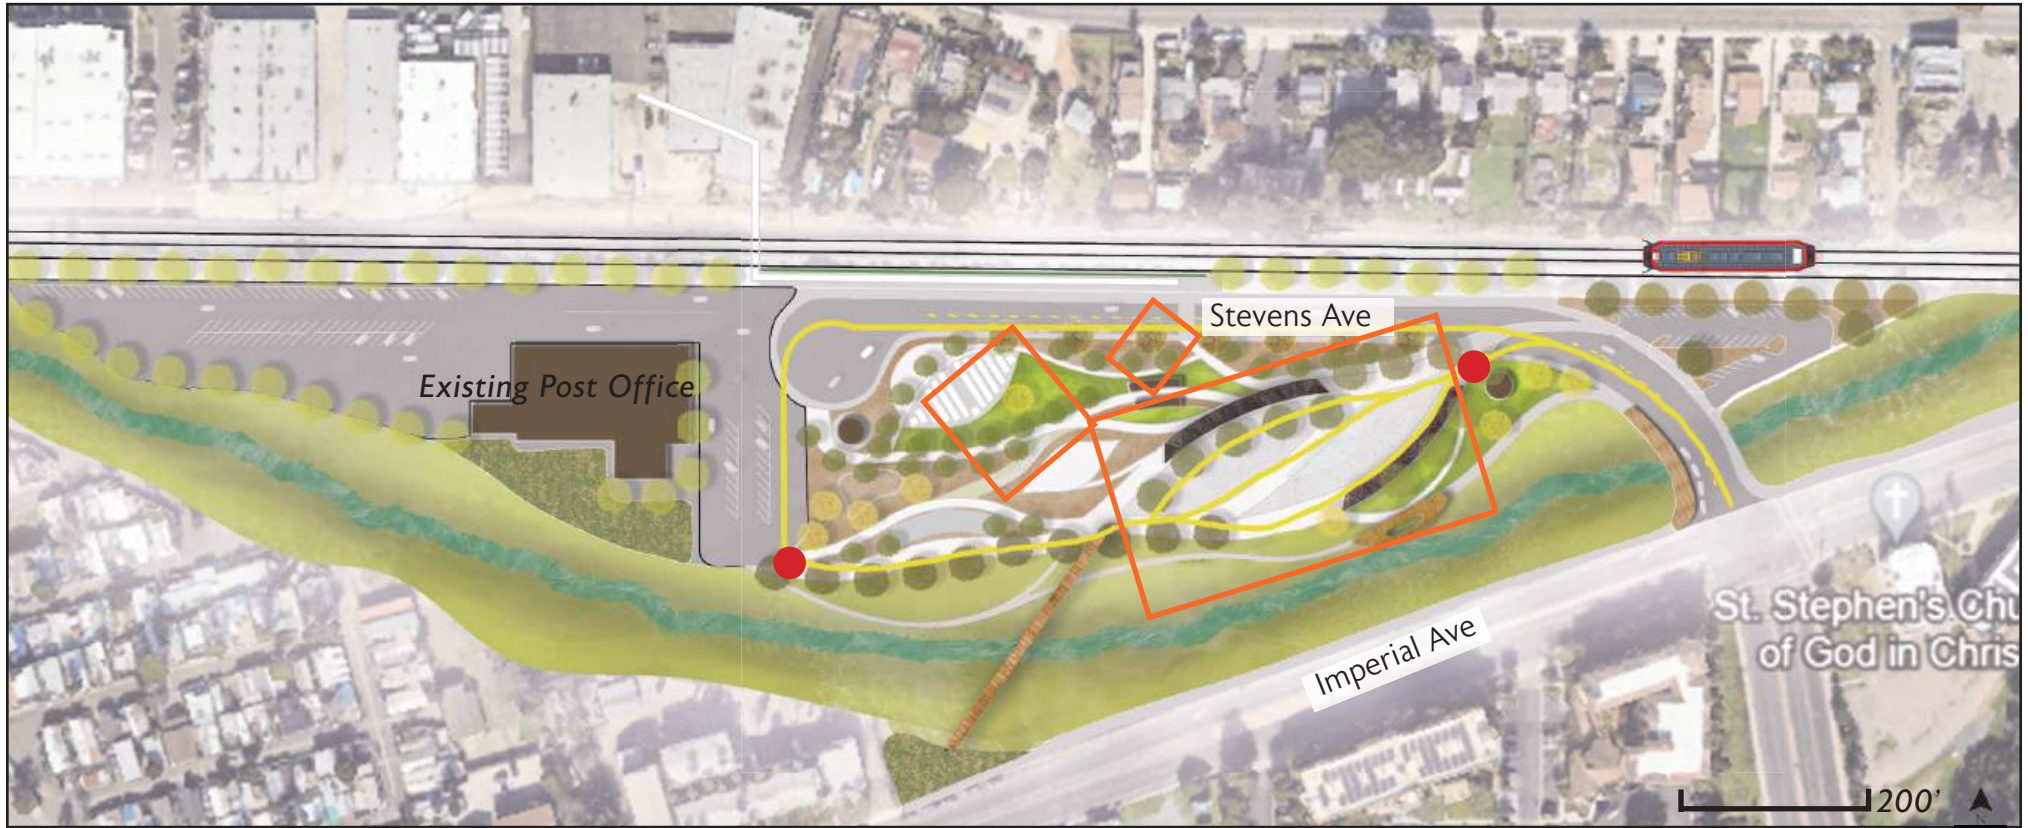 Stevens Ave
Existing Post Office
St. Stephen's Chu
of God in Chris
Imperial Ave
200'